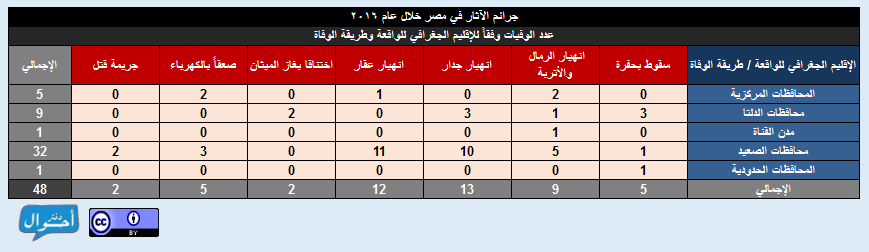 جرائم الآثار في مصر خلال عام ٢٠١٦
عدد الوفيات وفقاً للإقليم الجغرافي للواقعة وطريقة الوفاة
الإقليم الجغرافي للواقعة / طريقة الوفاة سقوط بحفرة انهيار الرمال والأتربة انهيار جدار انهيار عقار اختناقا بغاز الميثان صعقاً بالكهرباء جريمة قتل الإجمالي
المحافظات المركزية 0 2 0 1 0 2 0 5
محافظات الدلتا 3 1 3 0 2 0 0 9
مدن القناة 0 1 0 0 0 0 0 1
محافظات الصعيد 1 5 10 11 0 3 2 32
المحافظات الحدودية 1 0 0 0 0 0 0 1
الإجمالي 5 9 13 12 2 5 2 48
دفتر أحوال
cc BY